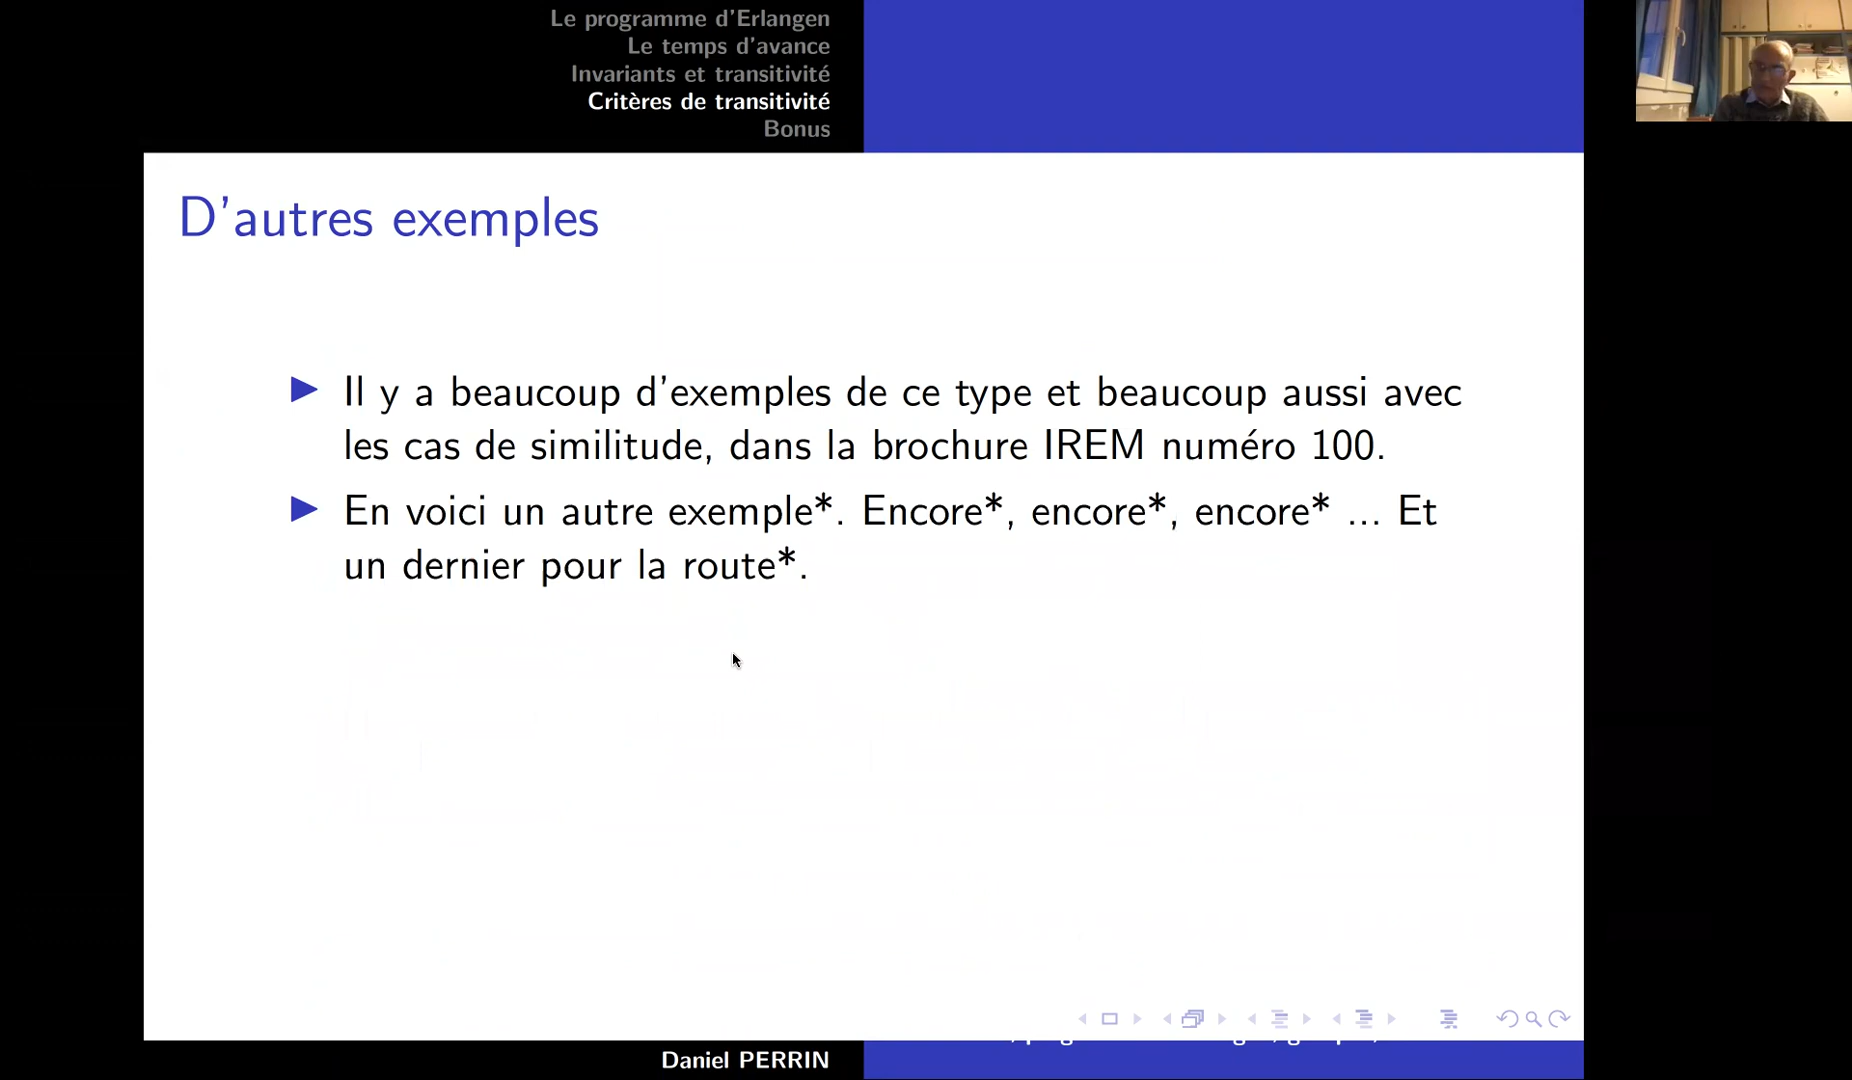 Le programme d'Erlangen
Le temps d'avance
Invariants et transitivité
Critères de transitivité
Bonus
D'autres exemples
Il y a beaucoup d'exemples de ce type et beaucoup aussi avec
les cas de similitude, dans la brochure IREM numéro 100.
En voici un autre exemple*. Encore*, encore*, encore* ... Et
un dernier pour la route*.
Daniel PERRIN